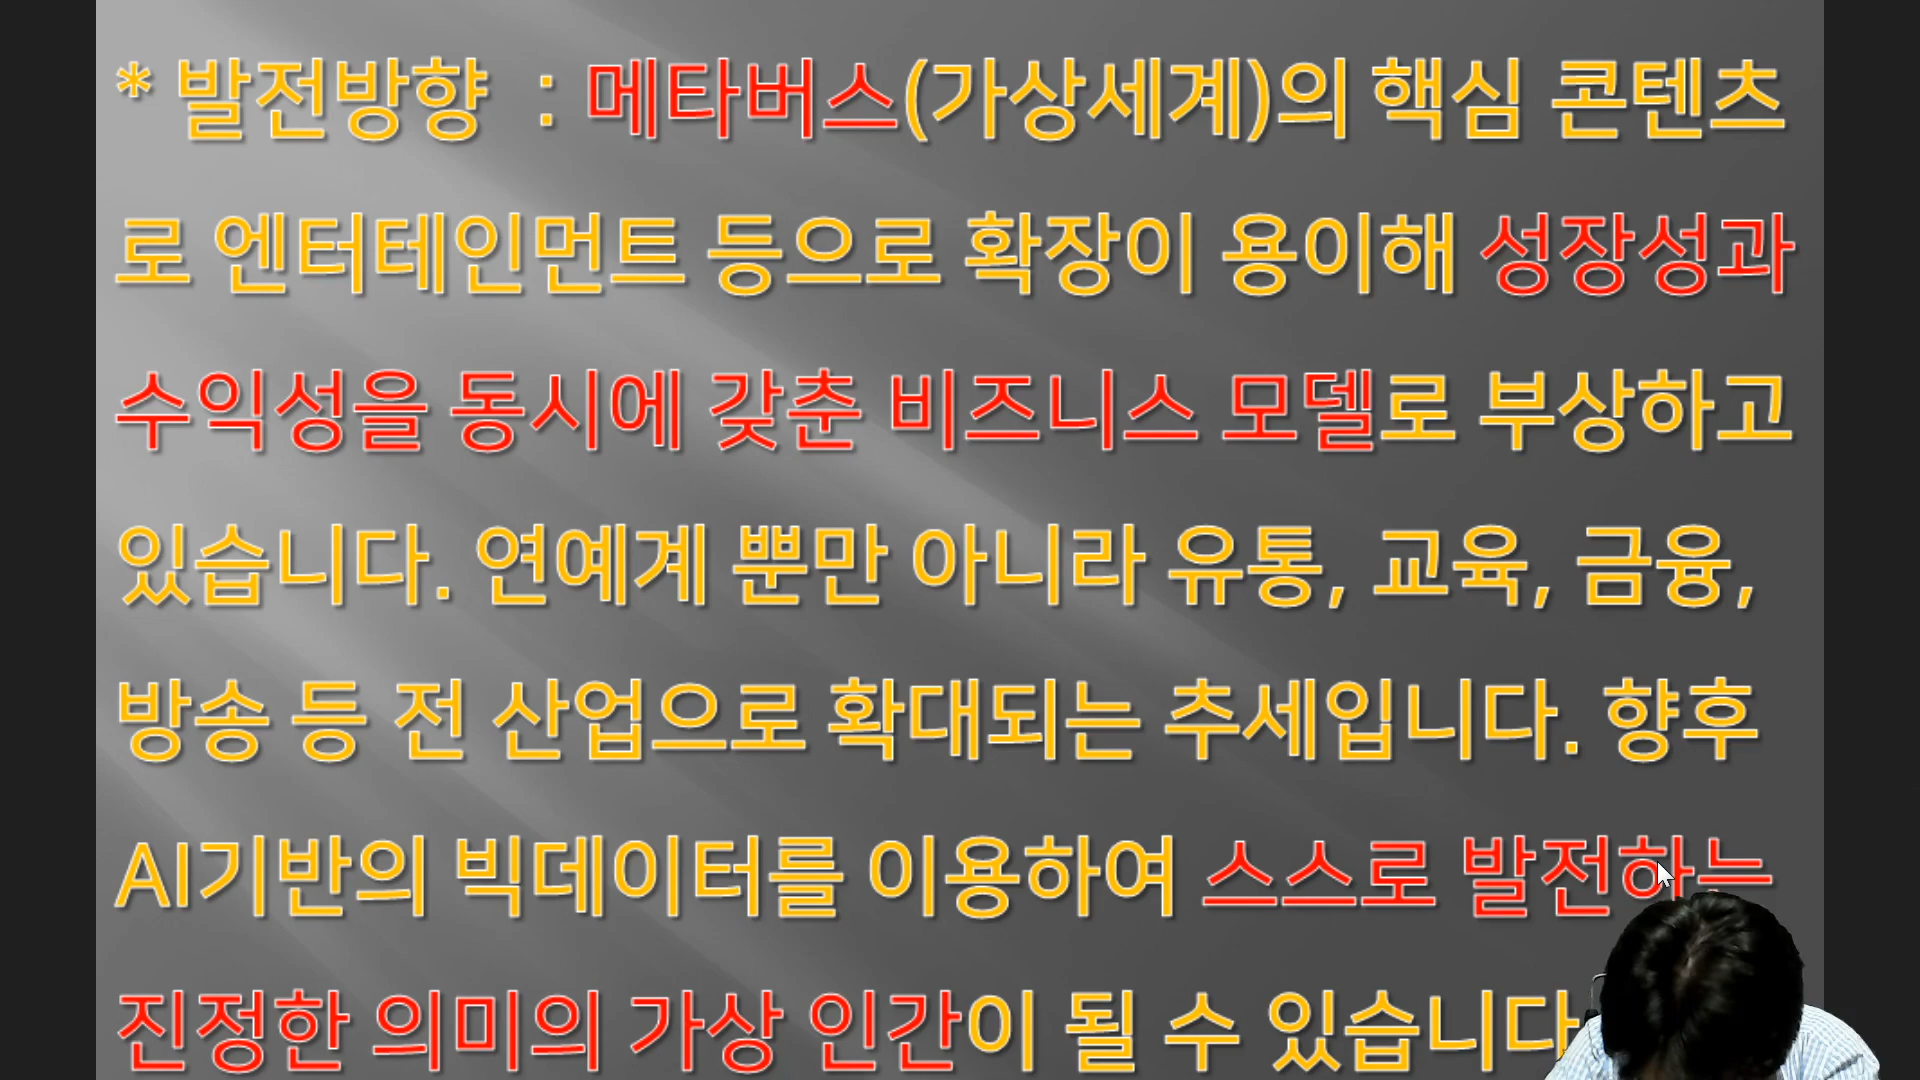 * 발전방향 : 메타버스(가상세계)의 핵심 콘텐츠
로 엔터테인먼트 등으로 확장이 용이해 성장성과
수익성을 동시에 갖춘 비즈니스 모델로 부상하고
있습니다. 연예계 뿐만 아니라 유통, 교육, 금융,
방송 등 전 산업으로 확대되는 추세입니다. 향후
AI기반의 빅데이터를 이용하여 스스로 발전하는
진정한 의미의 가상 인간이 될 수 있습니다